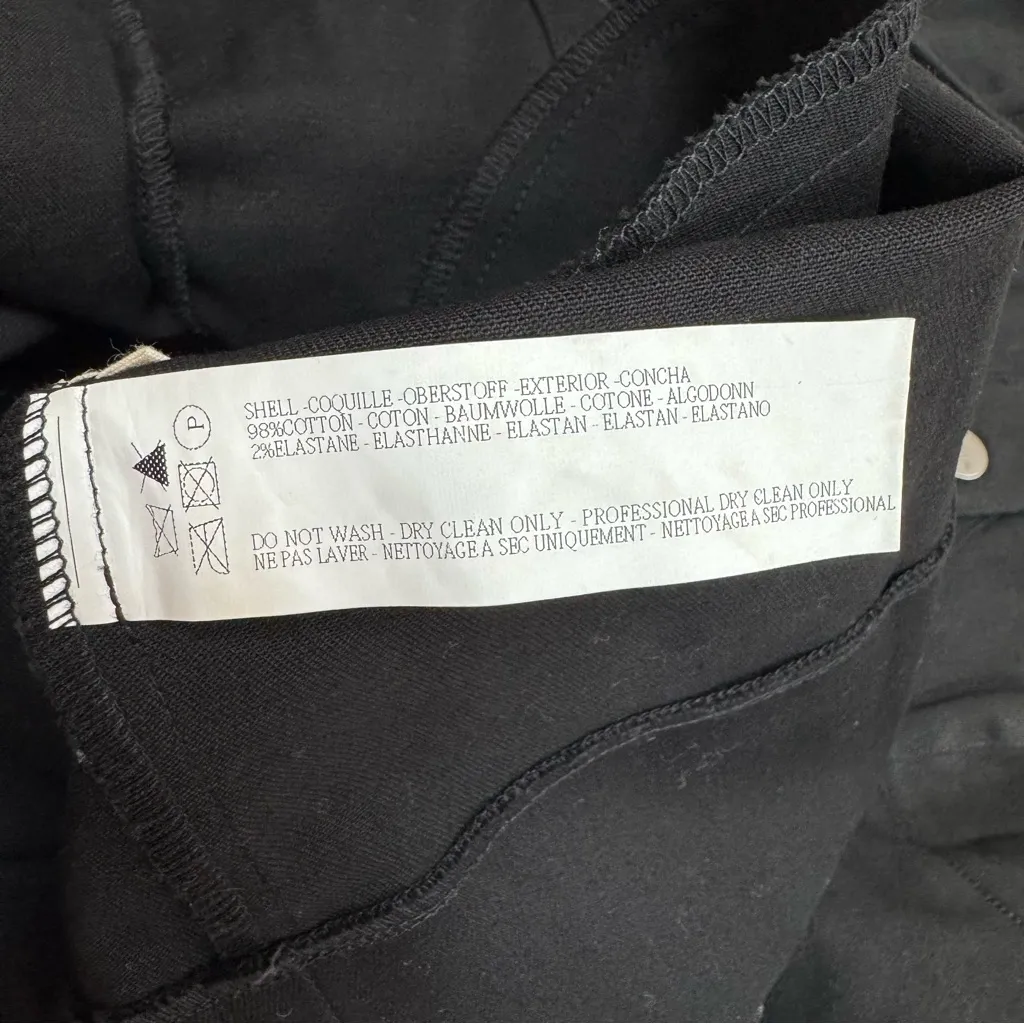 SHELL -COQUILLE -OBERSTOFF -EXTERIOR -CONCHA
98%COTTON - COTON - BAUMWOLLE - COTONE - ALGODONN
2%ELASTANE - ELASTHANNE - ELASTAN - ELASTAN - ELASTANO
P
DO NOT WASH - DRY CLEAN ONLY - PROFESSIONAL DRY CLEAN ONLY
NE PAS LAVER - NETTOYAGE A SEC UNIQUEMENT - NETTOYAGE A SEC PROFESSIONAL